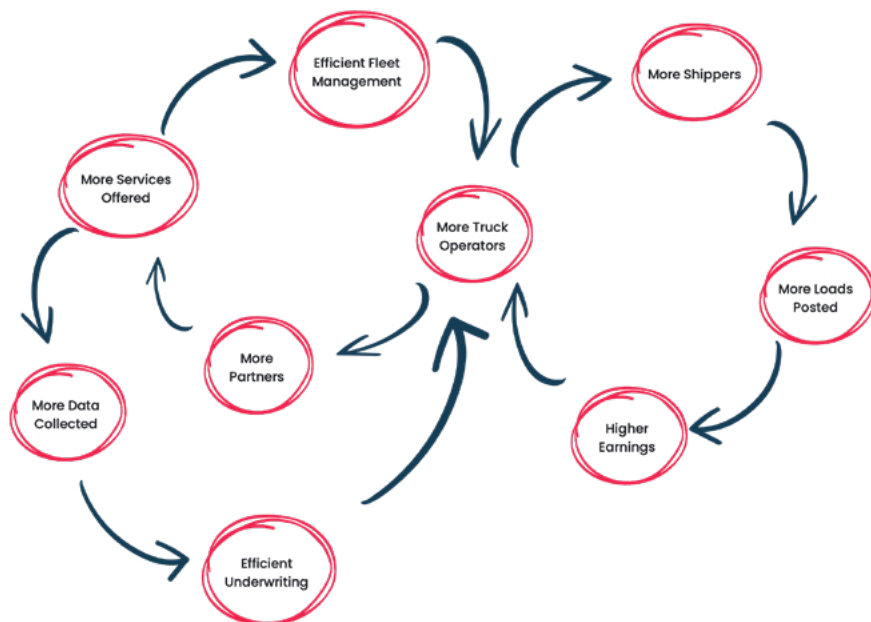 Efficient Fleet
Management
More Shippers
More Services
Offered
More Truck
Operators
More Loads
Posted
More
Partners
More Data
Collected
Higher
Earnings
Efficient
Underwriting